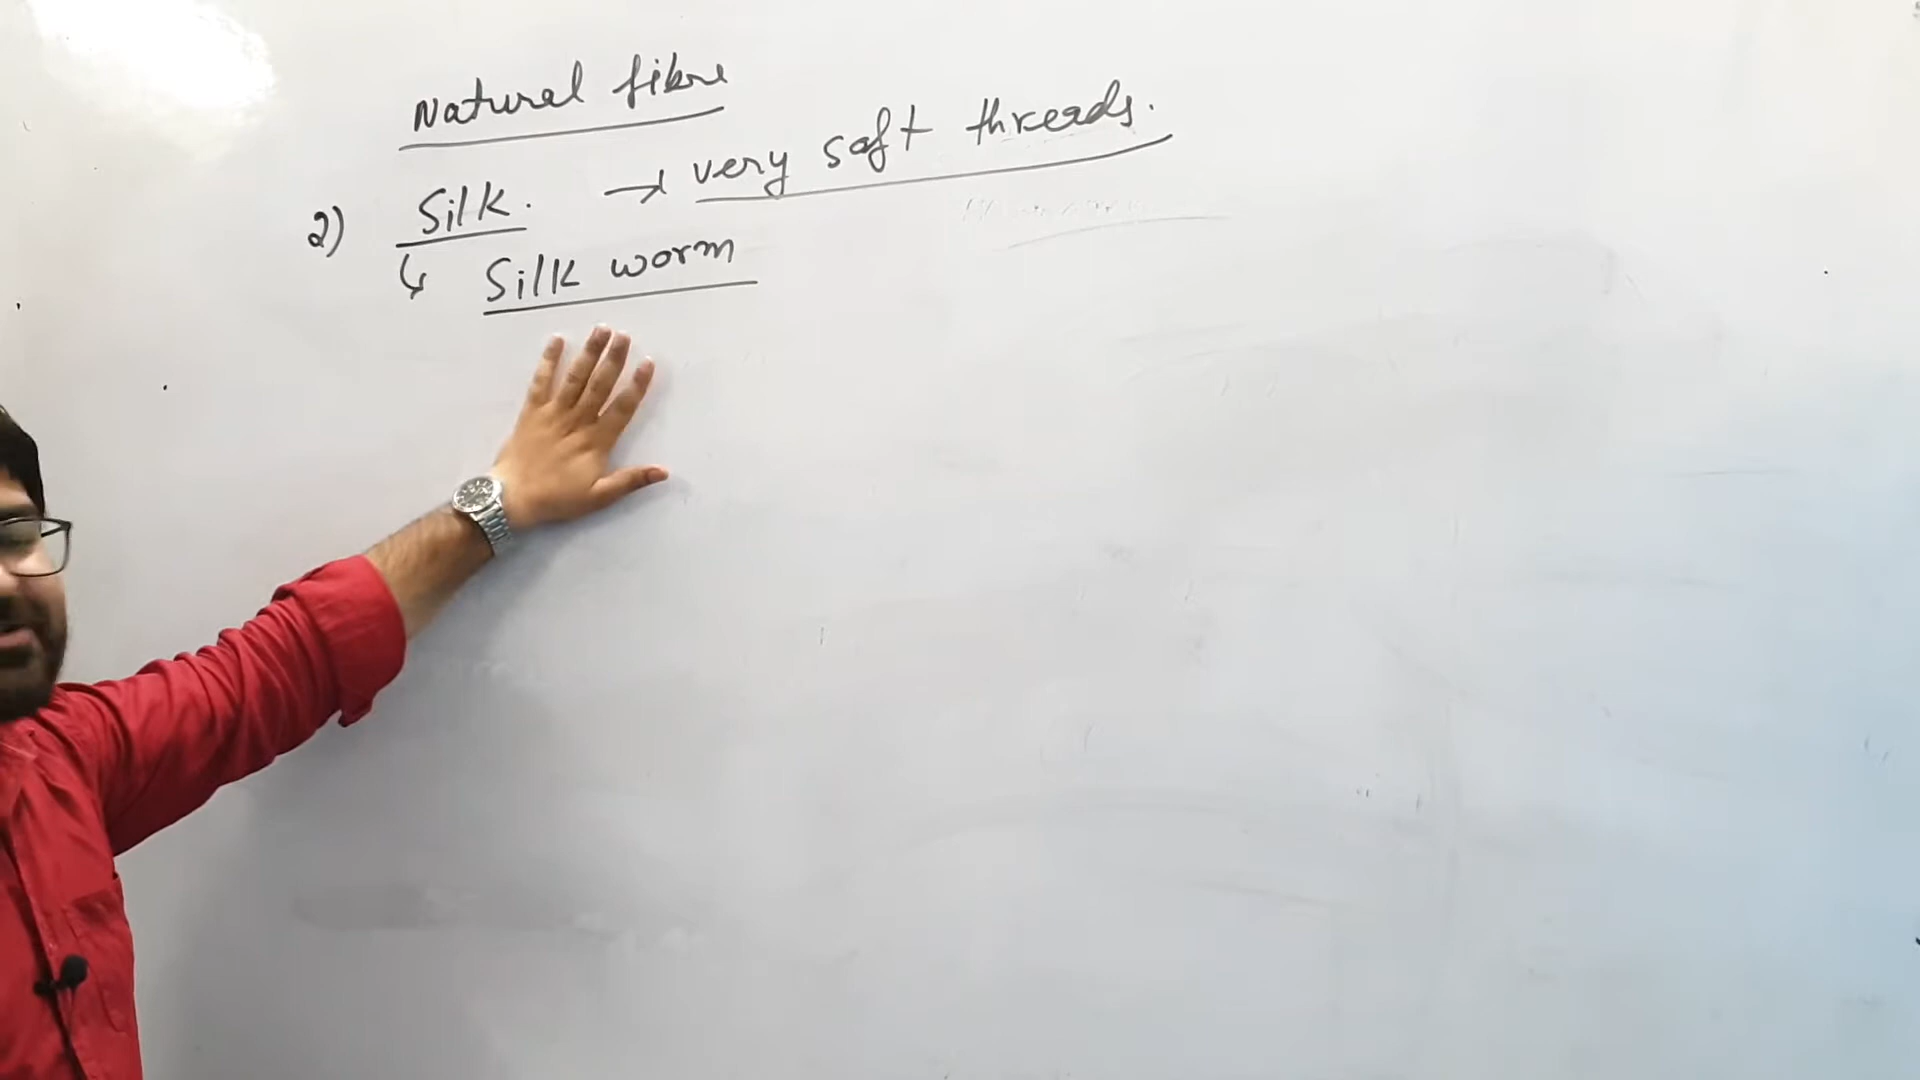 Natural fibre
2) Silk. → very soft threads.
↳ Silk worm